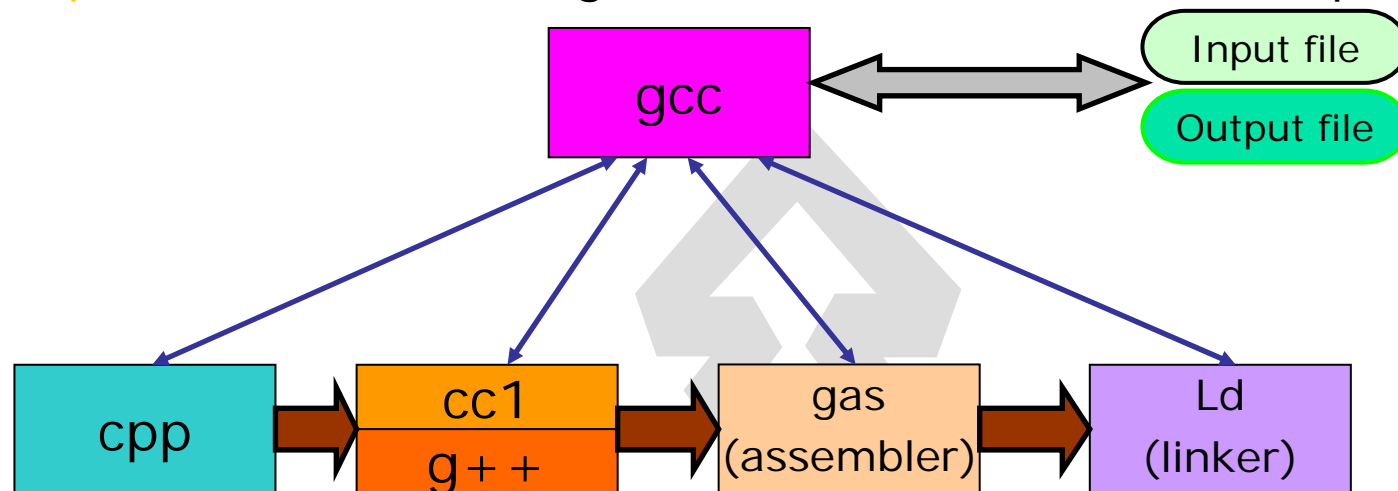 gcc
Input file
Output file
cpp
cc1
g++
gas
(assembler)
Ld
(linker)